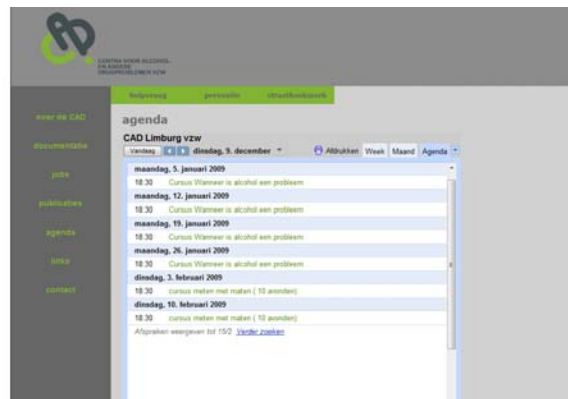 CAD
CENTRA VOOR ALCOHOL-
EN ANDERE
DRUGPROBLEMEN VZW
hulpvraag preventie straathoekwerk
over de CAD
documentatie
jobs
publicaties
agenda
links
contact
agenda
CAD Limburg vzw
Vandaag dinsdag, 9. december Afdrukken Week Maand Agenda
maandag, 5. januari 2009
18:30 Cursus Wanneer is alcohol een probleem
maandag, 12. januari 2009
18:30 Cursus Wanneer is alcohol een probleem
maandag, 19. januari 2009
18:30 Cursus Wanneer is alcohol een probleem
maandag, 26. januari 2009
18:30 Cursus Wanneer is alcohol een probleem
dinsdag, 3. februari 2009
18:30 cursus meten met maten ( 10 avonden)
dinsdag, 10. februari 2009
18:30 cursus meten met maten ( 10 avonden)
Afspraken weergeven tot 15/2. Verder zoeken